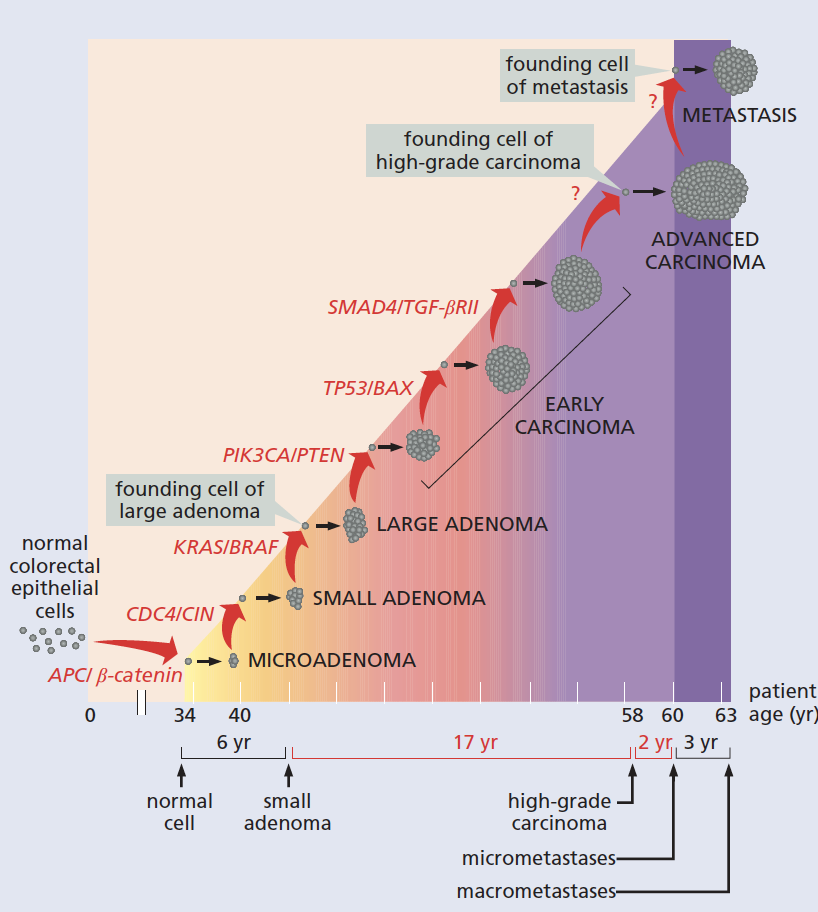 founding cell
of metastasis
?
METASTASIS
founding cell of
high-grade carcinoma
?
ADVANCED
CARCINOMA
SMAD4/TGF-βRII
TP53/BAX
EARLY
CARCINOMA
PIK3CA/PTEN
founding cell of
large adenoma
LARGE ADENOMA
normal
colorectal
epithelial
cells
KRAS/BRAF
SMALL ADENOMA
CDC4/CIN
MICROADENOMA
APC/ β-catenin
0 34 40 58 60 63
patient
age (yr)
6 yr 17 yr 2 yr 3 yr
normal
cell
small
adenoma
high-grade
carcinoma
micrometastases
macrometastases